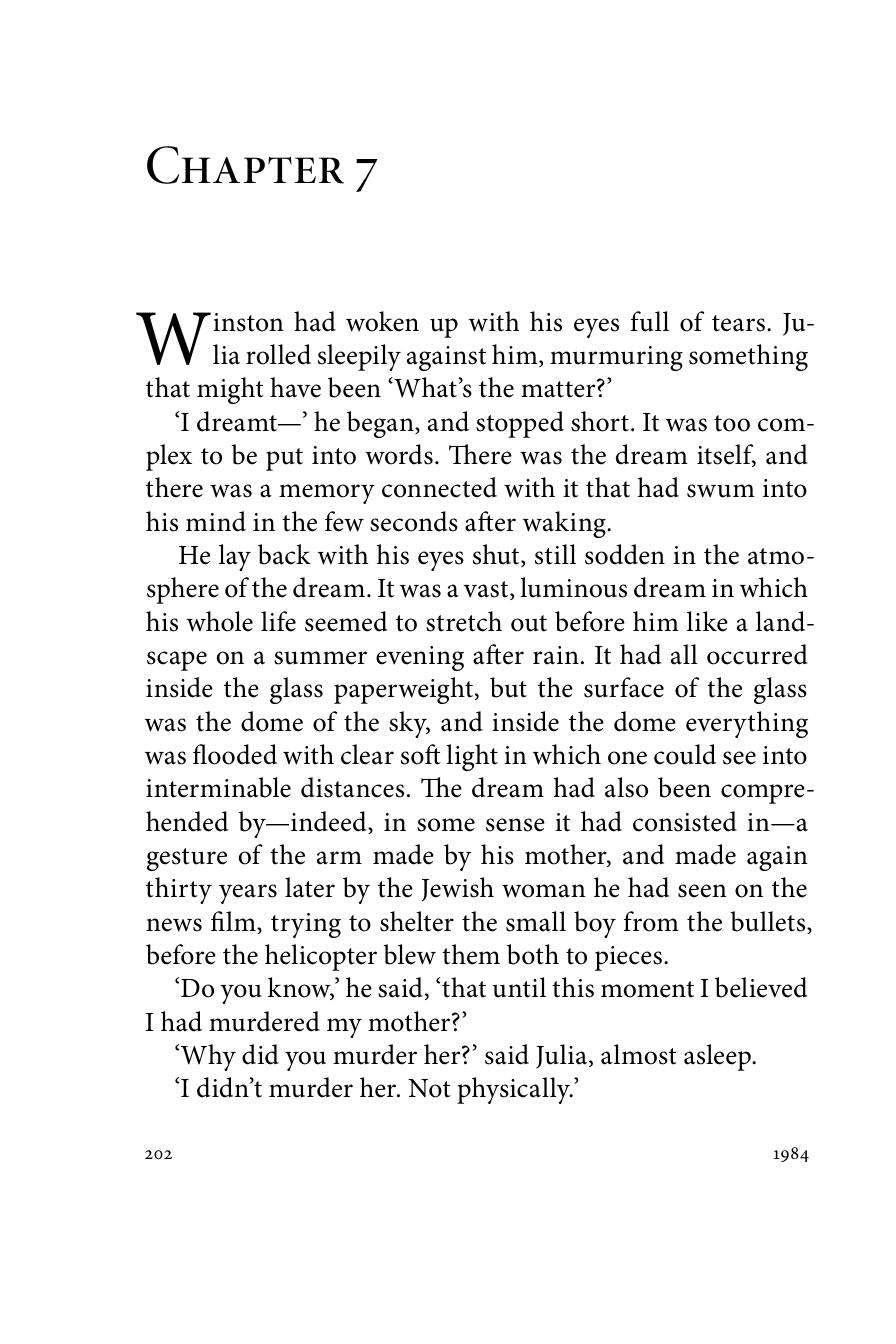 Chapter 7
Winston had woken up with his eyes full of tears. Ju-
lia rolled sleepily against him, murmuring something
that might have been ‘What’s the matter?’
‘I dreamt—’ he began, and stopped short. It was too com-
plex to be put into words. There was the dream itself, and
there was a memory connected with it that had swum into
his mind in the few seconds after waking.
He lay back with his eyes shut, still sodden in the atmo-
sphere of the dream. It was a vast, luminous dream in which
his whole life seemed to stretch out before him like a land-
scape on a summer evening after rain. It had all occurred
inside the glass paperweight, but the surface of the glass
was the dome of the sky, and inside the dome everything
was flooded with clear soft light in which one could see into
interminable distances. The dream had also been compre-
hended by—indeed, in some sense it had consisted in—a
gesture of the arm made by his mother, and made again
thirty years later by the Jewish woman he had seen on the
news film, trying to shelter the small boy from the bullets,
before the helicopter blew them both to pieces.
‘Do you know,’ he said, ‘that until this moment I believed
I had murdered my mother?’
‘Why did you murder her?’ said Julia, almost asleep.
‘I didn’t murder her. Not physically.’
202 1984